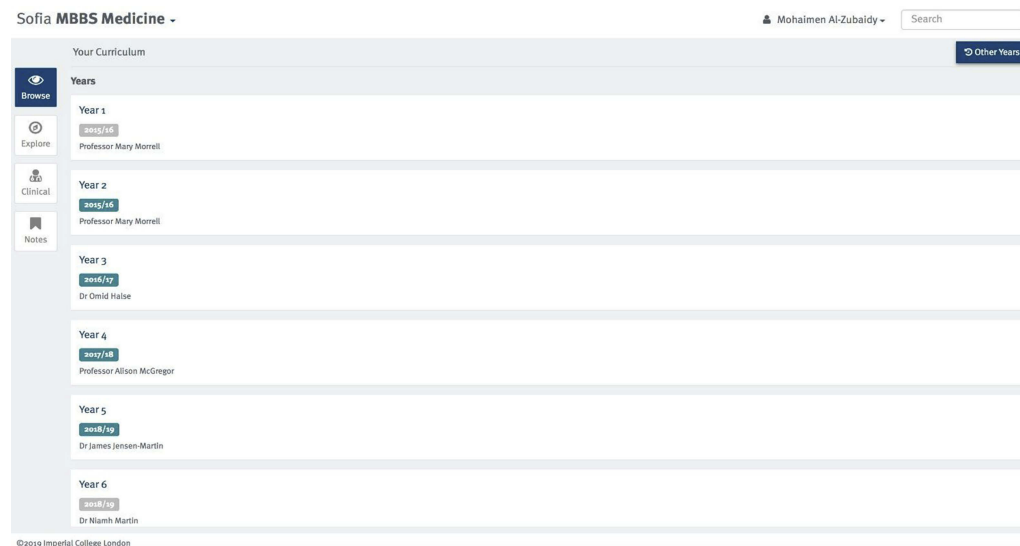 Sofia MBBS Medicine
Mohaimen Al-Zubaidy
Search
Your Curriculum
Other Years
Browse
Explore
Clinical
Notes
Years
Year 1
2015/16
Professor Mary Morrell
Year 2
2015/16
Professor Mary Morrell
Year 3
2016/17
Dr Omid Halse
Year 4
2017/18
Professor Alison McGregor
Year 5
2018/19
Dr James Jensen-Martin
Year 6
2018/19
Dr Niamh Martin
©2019 Imperial College London